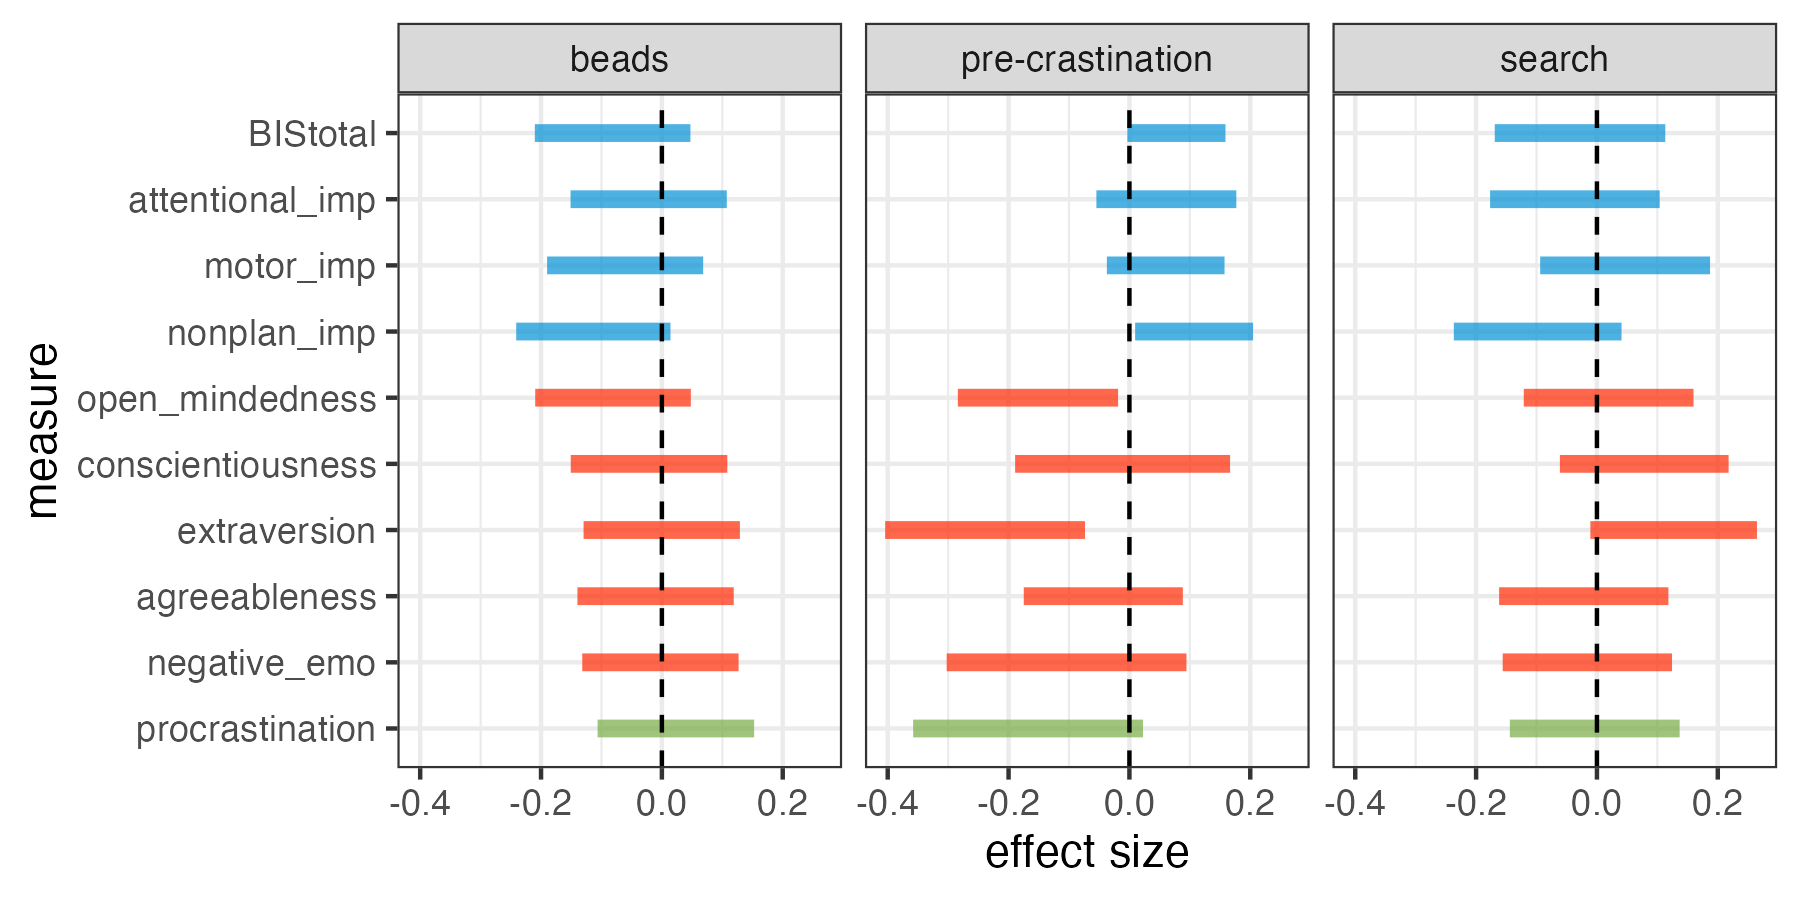 beads pre-crastination search
BIStotal
attentional_imp
motor_imp
nonplan_imp
open_mindedness
conscientiousness
extraversion
agreeableness
negative_emo
procrastination
measure
-0.4 -0.2 0.0 0.2 -0.4 -0.2 0.0 0.2 -0.4 -0.2 0.0 0.2
effect size